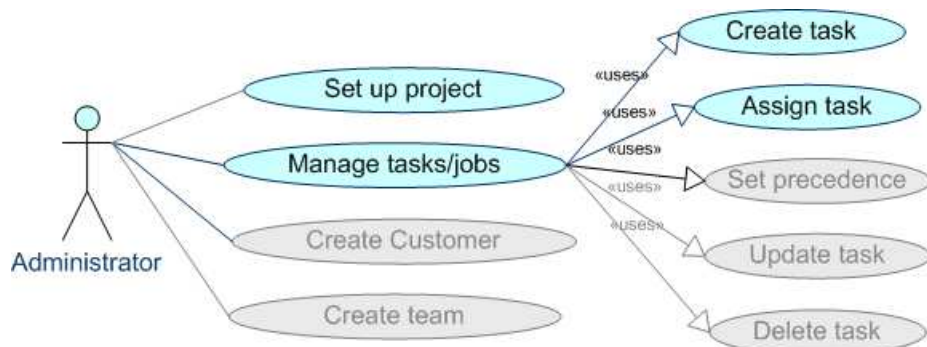 Create task
Set up project
«uses»
Assign task
«uses»
Manage tasks/jobs
«uses»
Set precedence
«uses»
Create Customer
«uses»
Update task
Administrator
Create team
Delete task